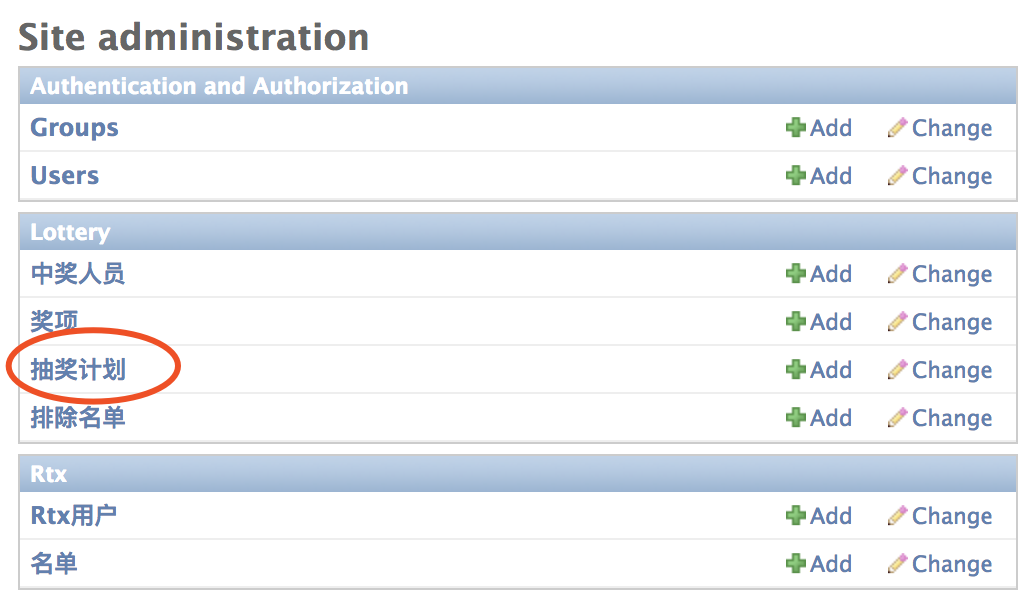 Site administration
Authentication and Authorization
Groups Add Change
Users Add Change
Lottery
中奖人员 Add Change
奖项 Add Change
抽奖计划 Add Change
排除名单 Add Change
Rtx
Rtx用户 Add Change
名单 Add Change